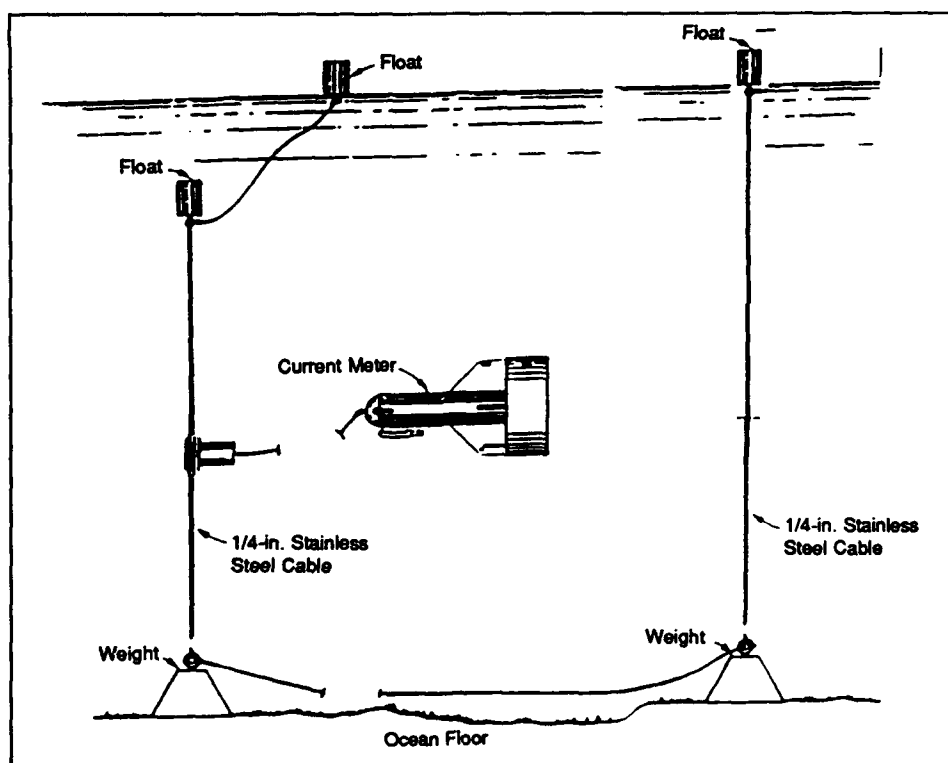 Float
Float
Float
Current Meter
1/4-in. Stainless
Steel Cable
1/4-in. Stainless
Steel Cable
Weight
Weight
Ocean Floor